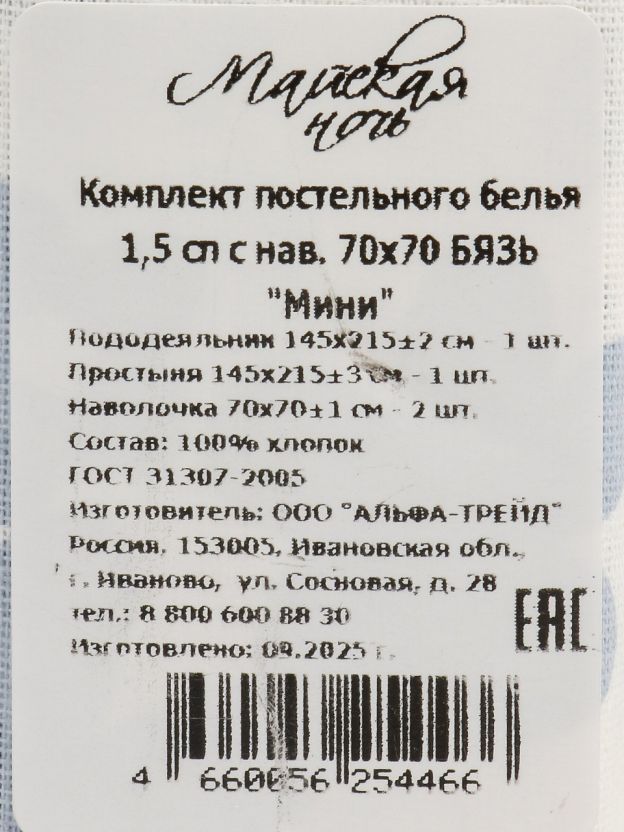 Майская
ночь
Комплект постельного белья
1,5 сп с нав. 70х70 БЯЗЬ
"Мини"
Пододеяльник 145х215±2 см - 1 шт.
Простыня 145х215±3 см - 1 шт.
Наволочка 70х70±1 см - 2 шт.
Состав: 100% хлопок
ГОСТ 31307-2005
Изготовитель: ООО "АЛЬФА-ТРЕЙД"
Россия, 153005, Ивановская обл.,
г. Иваново, ул. Сосновая, д. 28
тел.: 8 800 600 88 30
Изготовлено: 09.2025 г.
ЕАС
4 660056 254466